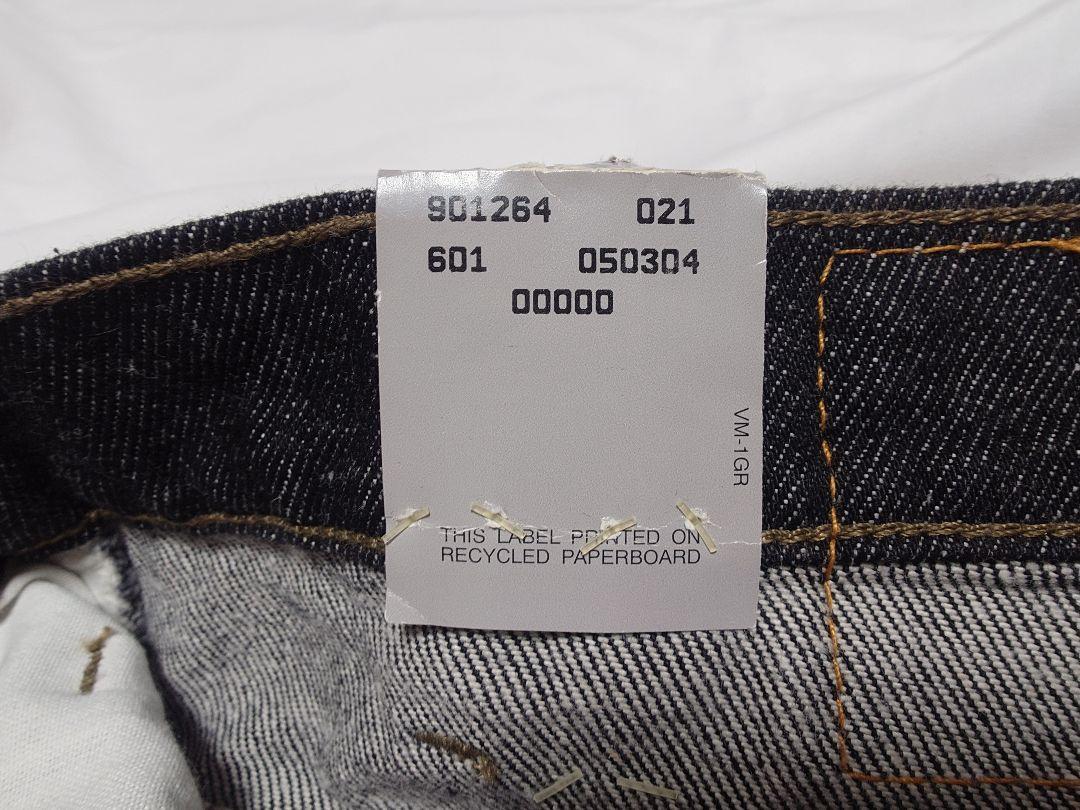 901264 021
601 050304
00000
VM-1GR
THIS LABEL PRINTED ON
RECYCLED PAPERBOARD